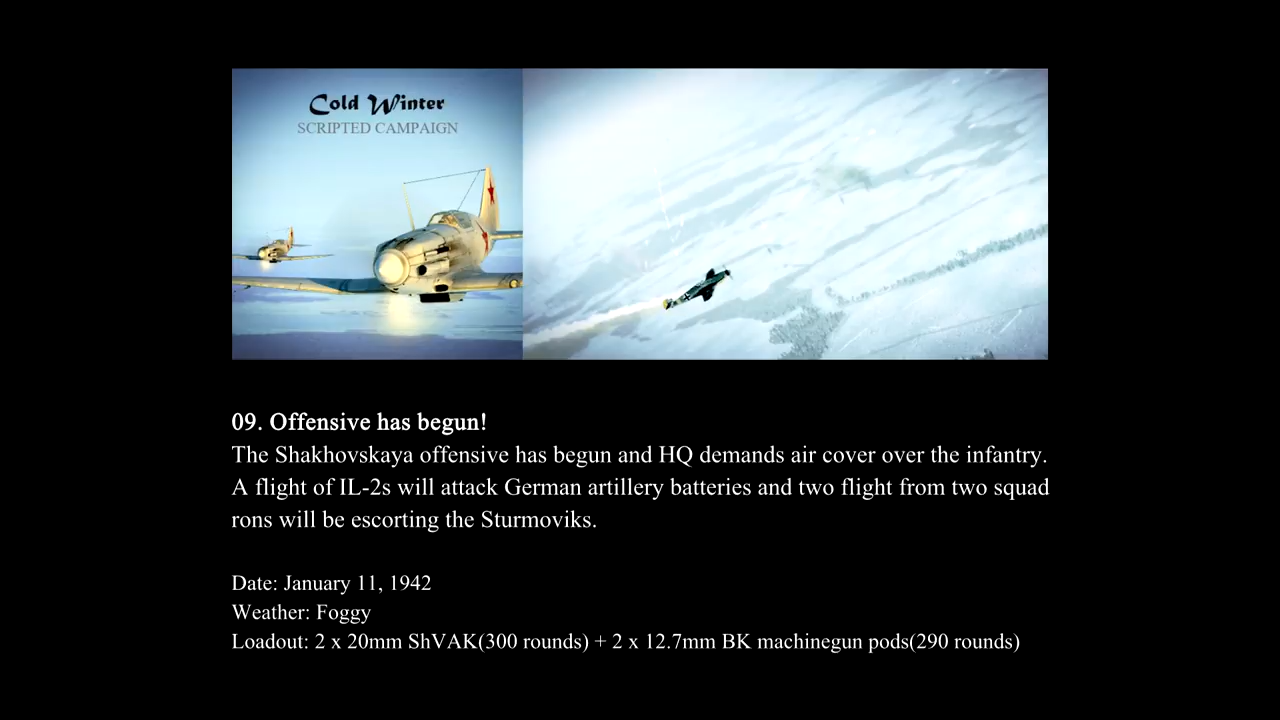 Cold Winter
SCRIPTED CAMPAIGN
09. Offensive has begun!
The Shakhovskaya offensive has begun and HQ demands air cover over the infantry.
A flight of IL-2s will attack German artillery batteries and two flight from two squad
rons will be escorting the Sturmoviks.
Date: January 11, 1942
Weather: Foggy
Loadout: 2 x 20mm ShVAK(300 rounds) + 2 x 12.7mm BK machinegun pods(290 rounds)